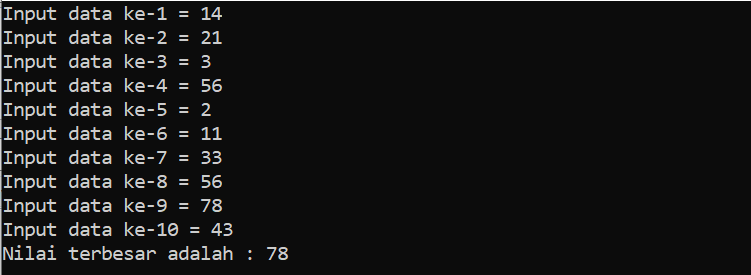 Input data ke-1 = 14
Input data ke-2 = 21
Input data ke-3 = 3
Input data ke-4 = 56
Input data ke-5 = 2
Input data ke-6 = 11
Input data ke-7 = 33
Input data ke-8 = 56
Input data ke-9 = 78
Input data ke-10 = 43
Nilai terbesar adalah : 78